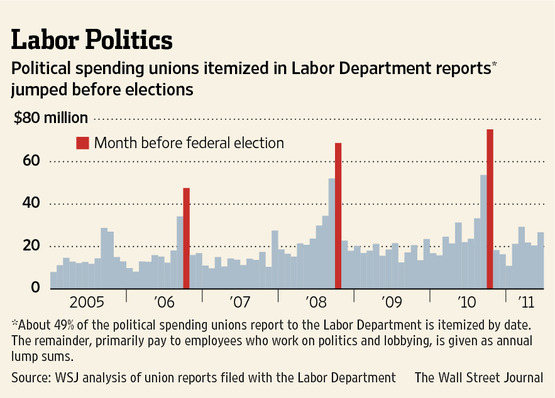 Labor Politics
Political spending unions itemized in Labor Department reports*
jumped before elections
$80 million
Month before federal election
60
40
20
0
2005 '06 '07 '08 '09 '10 '11
*About 49% of the political spending unions report to the Labor Department is itemized by date.
The remainder, primarily pay to employees who work on politics and lobbying, is given as annual
lump sums.
Source: WSJ analysis of union reports filed with the Labor Department The Wall Street Journal